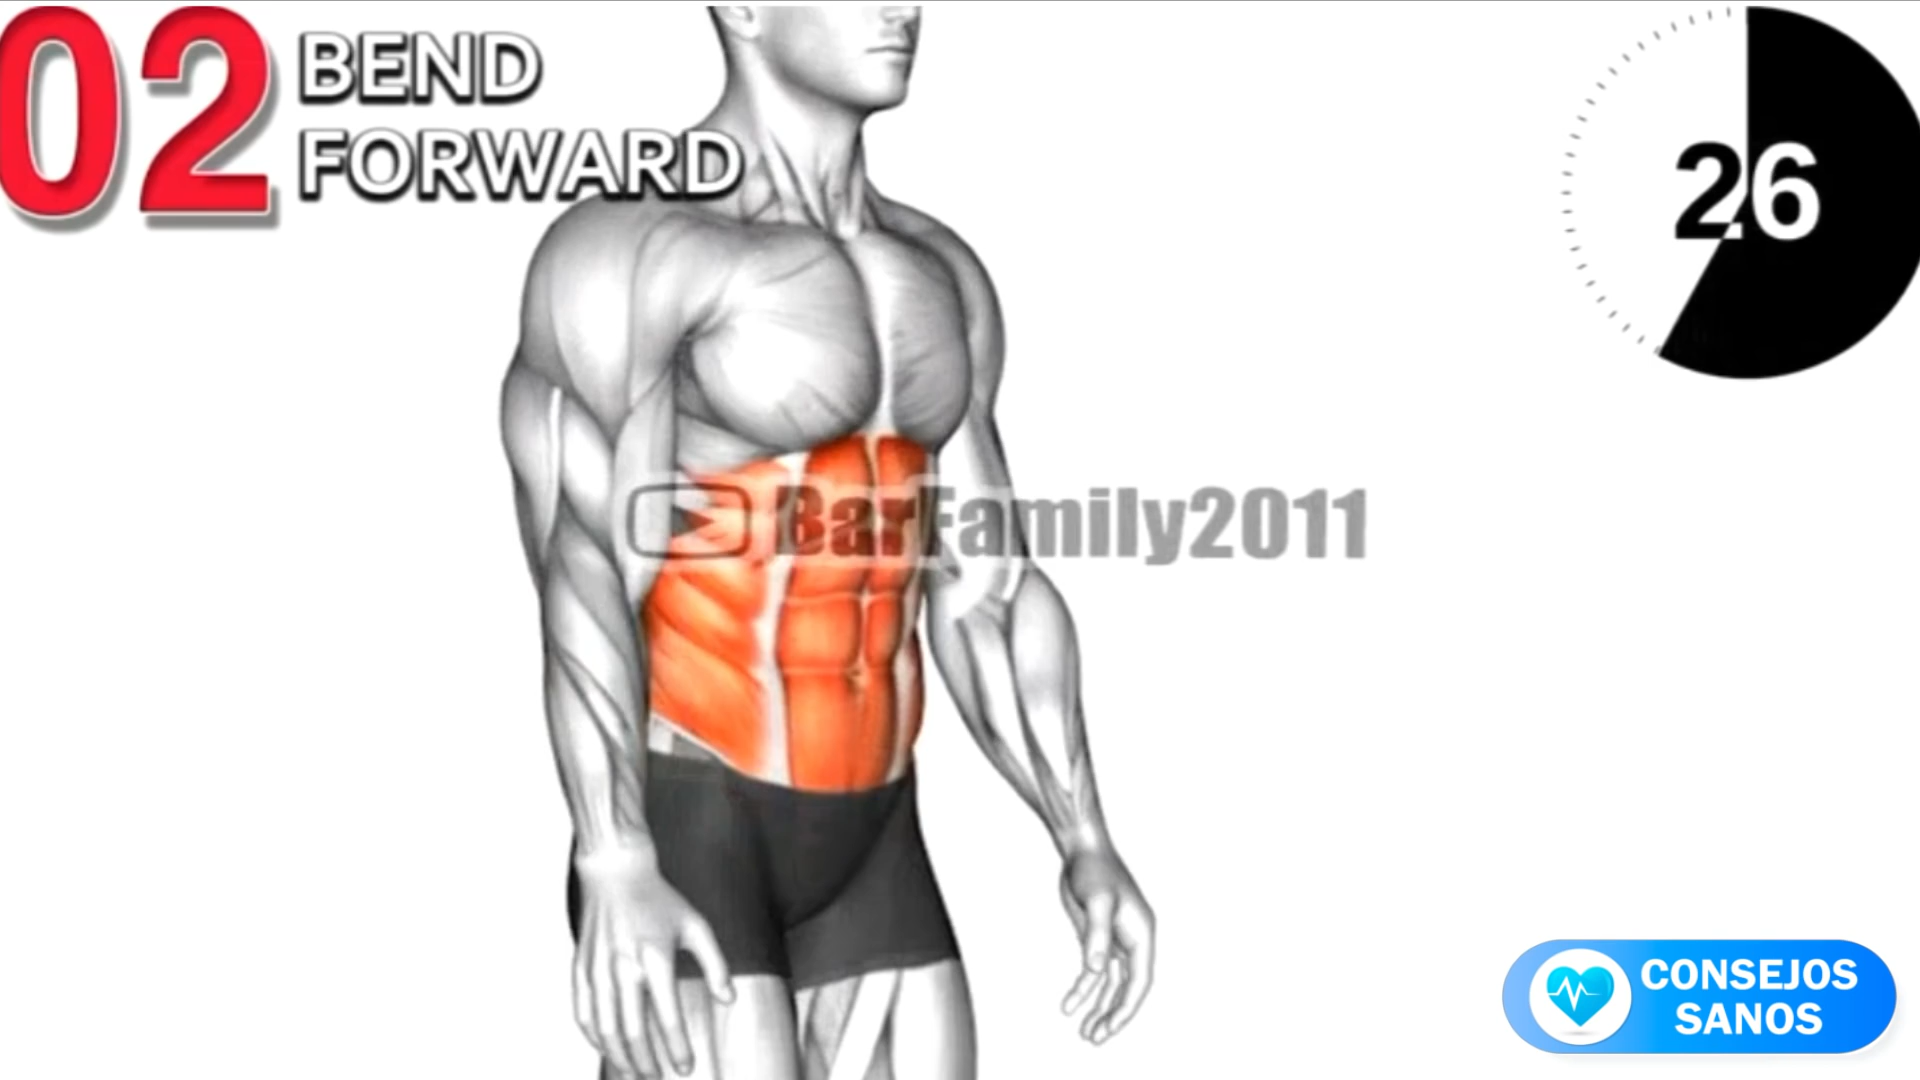 02
BEND
FORWARD
26
BarFamily2011
CONSEJOS
SANOS